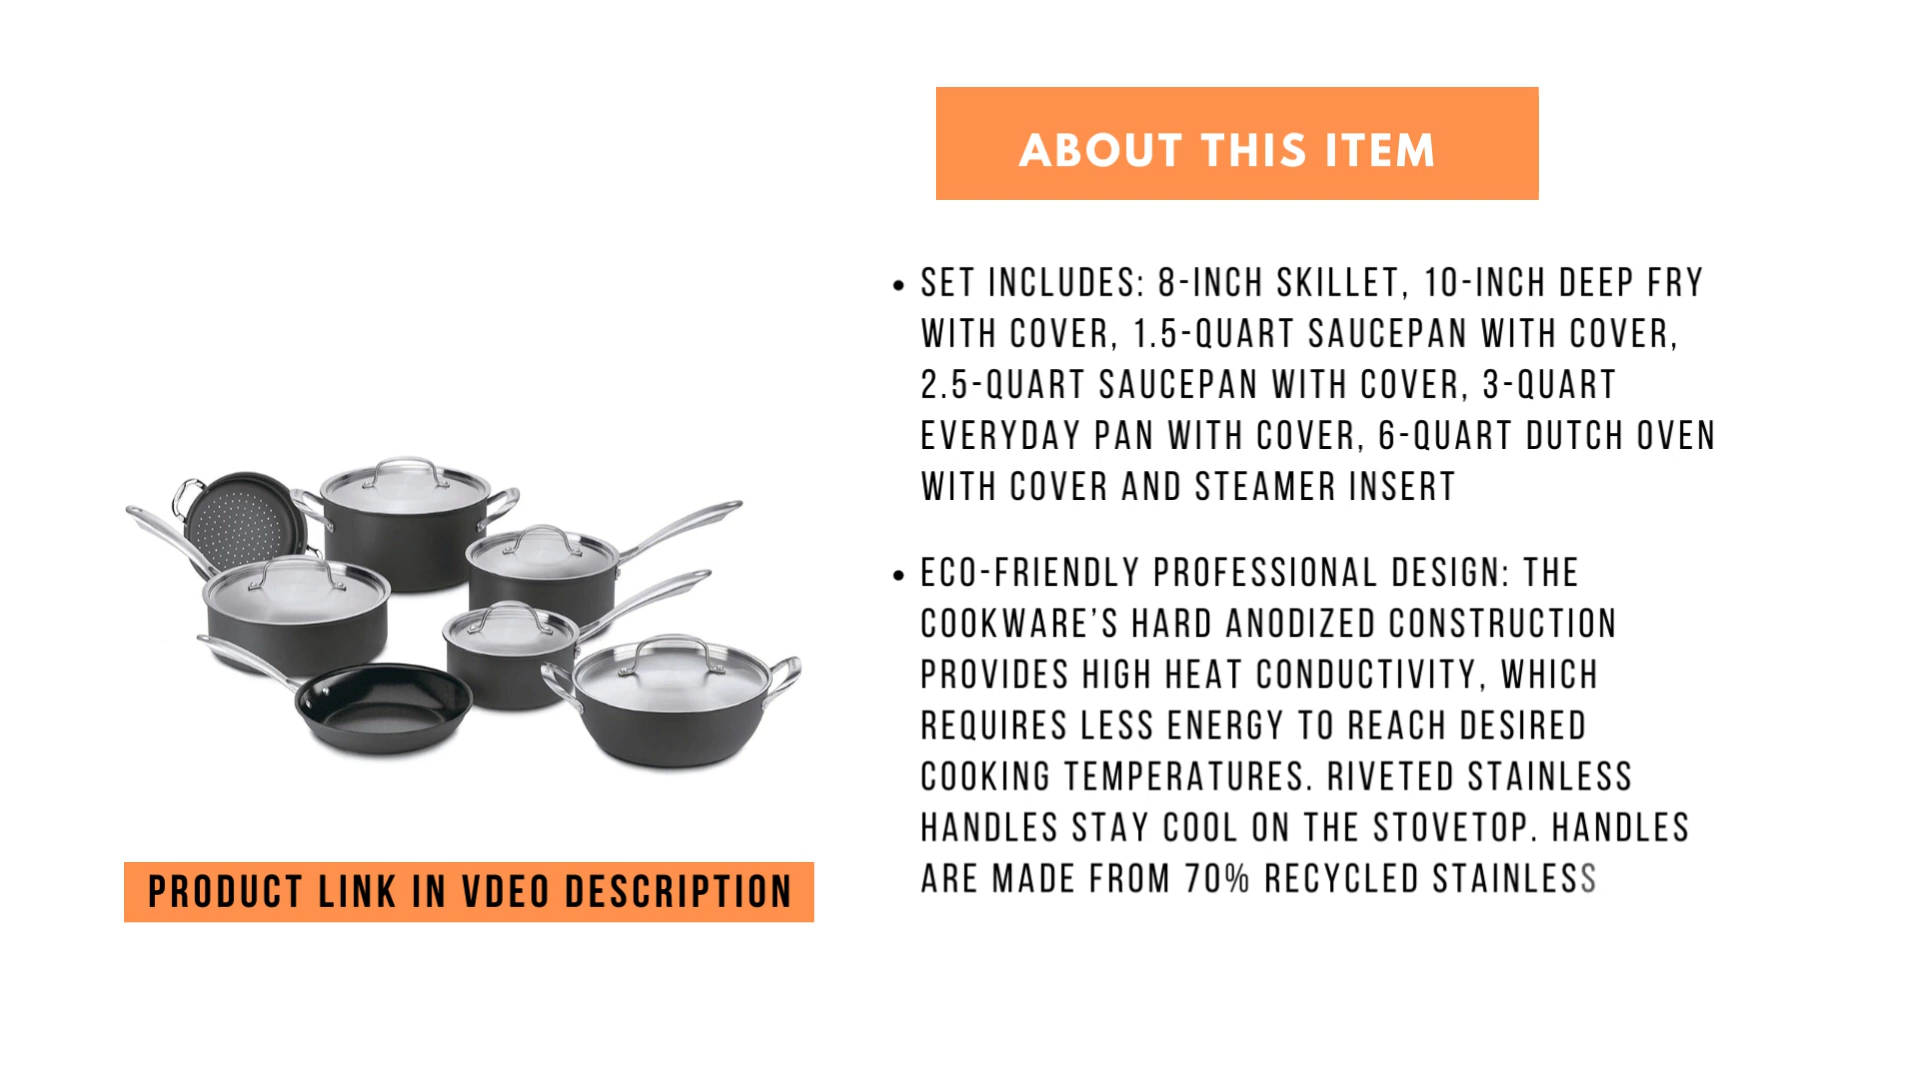 ABOUT THIS ITEM
• SET INCLUDES: 8-INCH SKILLET, 10-INCH DEEP FRY
WITH COVER, 1.5-QUART SAUCEPAN WITH COVER,
2.5-QUART SAUCEPAN WITH COVER, 3-QUART
EVERYDAY PAN WITH COVER, 6-QUART DUTCH OVEN
WITH COVER AND STEAMER INSERT
• ECO-FRIENDLY PROFESSIONAL DESIGN: THE
COOKWARE’S HARD ANODIZED CONSTRUCTION
PROVIDES HIGH HEAT CONDUCTIVITY, WHICH
REQUIRES LESS ENERGY TO REACH DESIRED
COOKING TEMPERATURES. RIVETED STAINLESS
HANDLES STAY COOL ON THE STOVETOP. HANDLES
ARE MADE FROM 70% RECYCLED STAINLESS
PRODUCT LINK IN VDEO DESCRIPTION